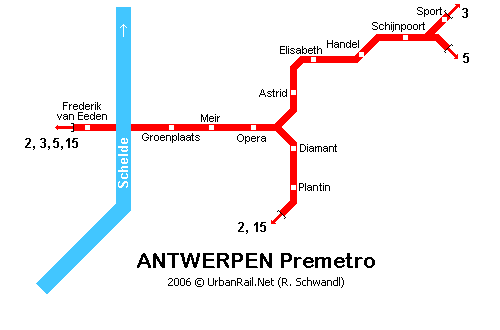 Sport
3
Schijnpoort
Handel
Elisabeth
5
Astrid
Frederik
van Eeden
Meir
2, 3, 5, 15
Groenplaats
Opera
Diamant
Schelde
→
Plantin
2, 15
ANTWERPEN Premetro
2006 © UrbanRail.Net (R. Schwandl)